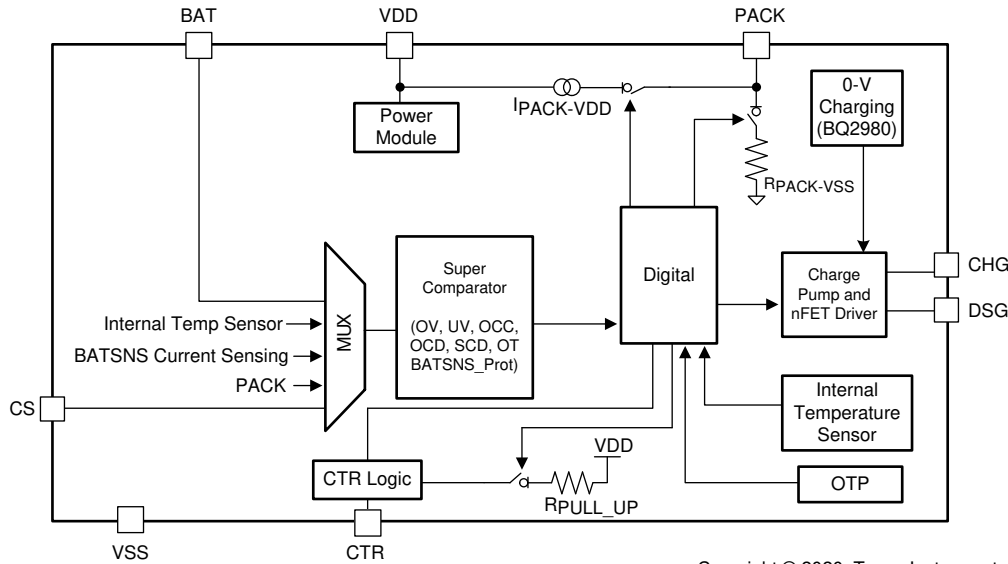 BAT
VDD
PACK
Power
Module
IPACK-VDD
0-V
Charging
(BQ2980)
RPACK-VSS
Super
Comparator
(OV, UV, OCC,
OCD, SCD, OT
BATSNS_Prot)
MUX
Digital
Charge
Pump and
nFET Driver
CHG
DSG
Internal Temp Sensor
BATSNS Current Sensing
PACK
CS
Internal
Temperature
Sensor
VDD
CTR Logic
RPULL_UP
OTP
VSS
CTR